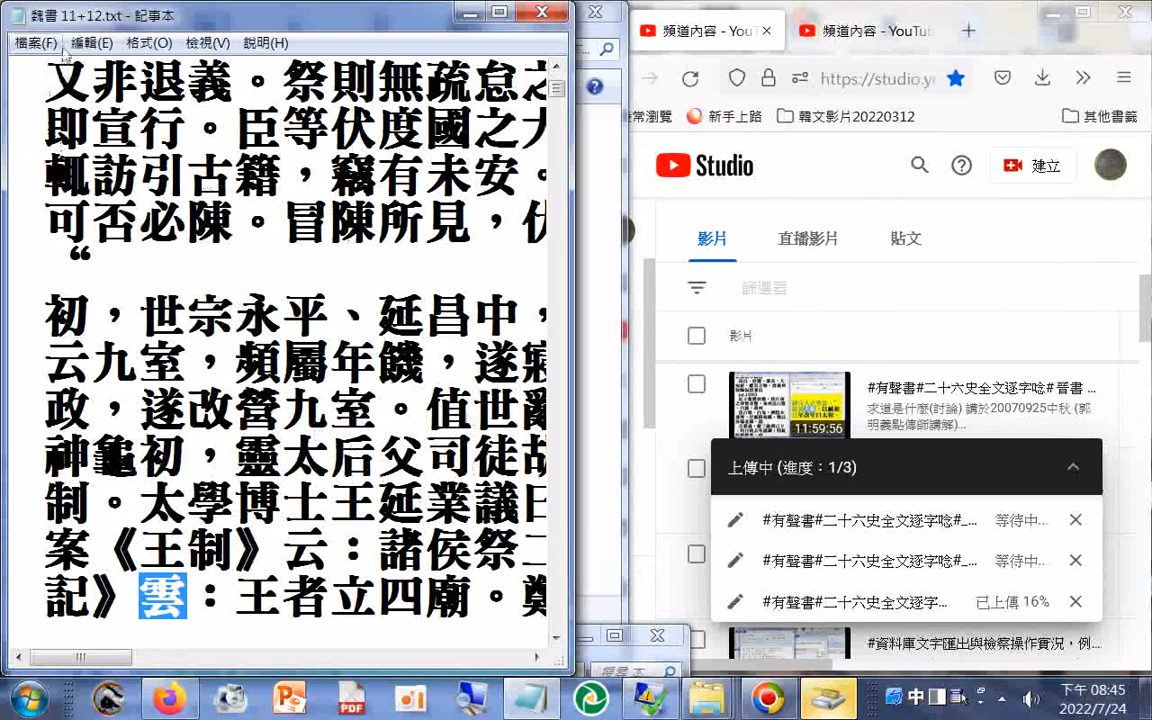 魏書 11+12.txt - 記事本
檔案(F) 編輯(E) 格式(O) 檢視(V) 說明(H)
又非退義。祭則無疏怠之
即宣行。臣等伏度國之大
輒訪引古籍，竊有未安。
可否必陳。冒陳所見，伏
“
初，世宗永平、延昌中，
云九室，頻屬年饑，遂寢
政，遂改營九室。值世亂
神龜初，靈太后父司徒胡
制。太學博士王延業議曰
案《王制》云：諸侯祭二
記》雲：王者立四廟。鄭
頻道內容 - You
頻道內容 - YouTub
https://studio.y
常瀏覽 新手上路 韓文影片20220312 其他書籤
Studio
建立
影片 直播影片 貼文
篩選器
影片
#有聲書#二十六史全文逐字唸# 晉書 ...
求道是什麼(討論) 講於20070925中秋 (郭
明義點傳師講解)...
11:59:56
上傳中 (進度：1/3)
#有聲書#二十六史全文逐字唸#_... 等待中...
#有聲書#二十六史全文逐字唸#_... 等待中...
#有聲書#二十六史全文逐字... 已上傳 16%
#資料庫文字匯出與檢察操作實況，例...
搜尋 本...
PDF
中
下午 08:45
2022/7/24